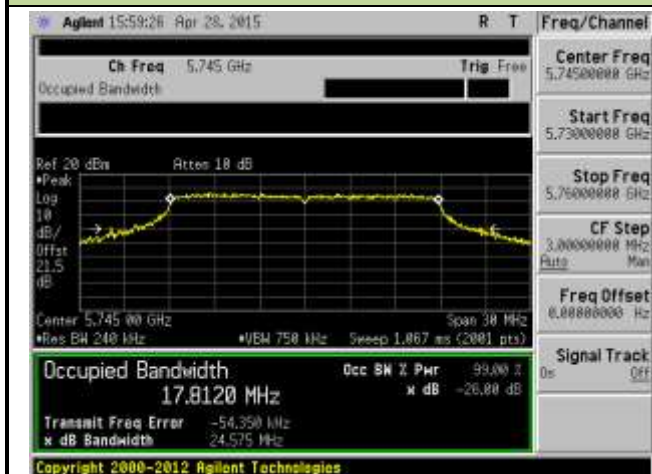 Agilent 15:59:26 Apr 28, 2015 R T
Freq/Channel
Ch Freq 5.745 GHz Trig Free
Occupied Bandwidth
Center Freq
5.74500000 GHz
Start Freq
5.73000000 GHz
Stop Freq
5.76000000 GHz
CF Step
3.00000000 MHz
Auto Man
Freq Offset
0.00000000 Hz
Signal Track
On Off
Ref 20 dBm Atten 10 dB
#Peak
Log
10
dB/
Offst
21.5
dB
Center 5.745 00 GHz Span 30 MHz
#Res BW 240 kHz #VBW 750 kHz Sweep 1.067 ms (2001 pts)
Occupied Bandwidth Occ BW % Pwr 99.00 %
17.8120 MHz x dB -26.00 dB
Transmit Freq Error -54.350 kHz
x dB Bandwidth 24.575 MHz
Copyright 2000-2012 Agilent Technologies